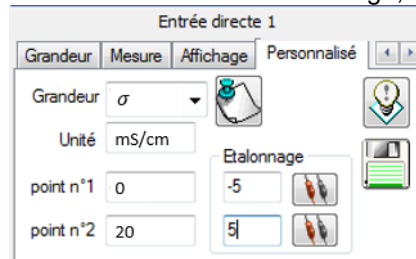 Entrée directe 1
Grandeur Mesure Affichage Personnalisé
Grandeur σ
Unité mS/cm
Etalonnage
point n°1 0 -5
point n°2 20 5